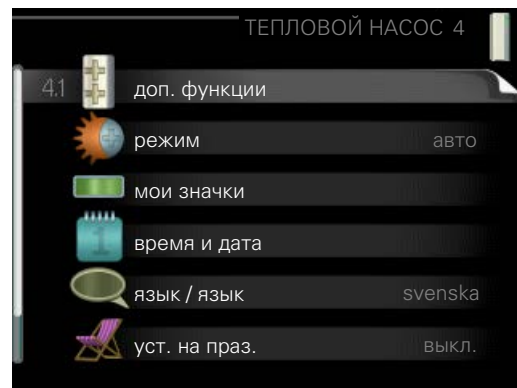 ТЕПЛОВОЙ НАСОС 4
4.1 доп. функции
режим авто
мои значки
время и дата
язык / язык svenska
уст. на праз. выкл.